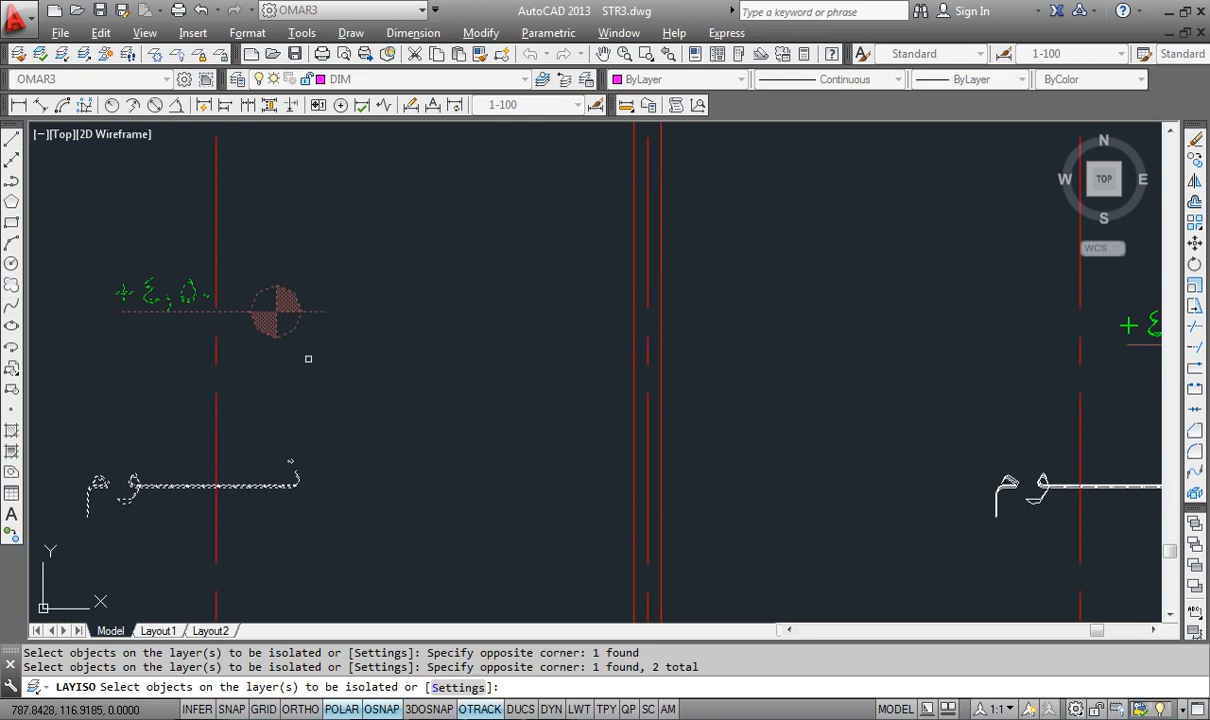 OMAR3
AutoCAD 2013 STR3.dwg
Type a keyword or phrase
Sign In
File Edit View Insert Format Tools Draw Dimension Modify Parametric Window Help Express
Standard
1-100
Standard
OMAR3
DIM
ByLayer
Continuous
ByLayer
ByColor
1-100
[−][Top][2D Wireframe]
N
W TOP E
S
WCS
+٤,٥٠
+٤
Y
X
Model Layout1 Layout2
Select objects on the layer(s) to be isolated or [Settings]: Specify opposite corner: 1 found
Select objects on the layer(s) to be isolated or [Settings]: Specify opposite corner: 1 found, 2 total
LAYISO Select objects on the layer(s) to be isolated or [Settings]:
787.8428, 116.9185, 0.0000 INFER SNAP GRID ORTHO POLAR OSNAP 3DOSNAP OTRACK DUCS DYN LWT TPY QP SC AM MODEL 1:1